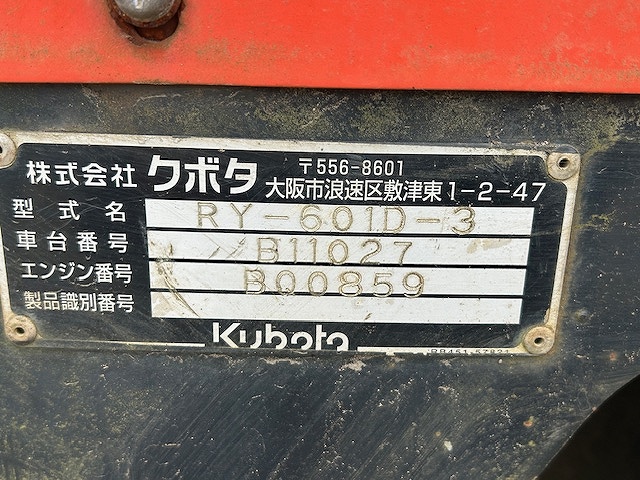 株式会社 クボタ 〒556-8601
大阪市浪速区敷津東1-2-47
型式名 RY-601D-3
車台番号 B11027
エンジン番号 B00859
製品識別番号
Kubota